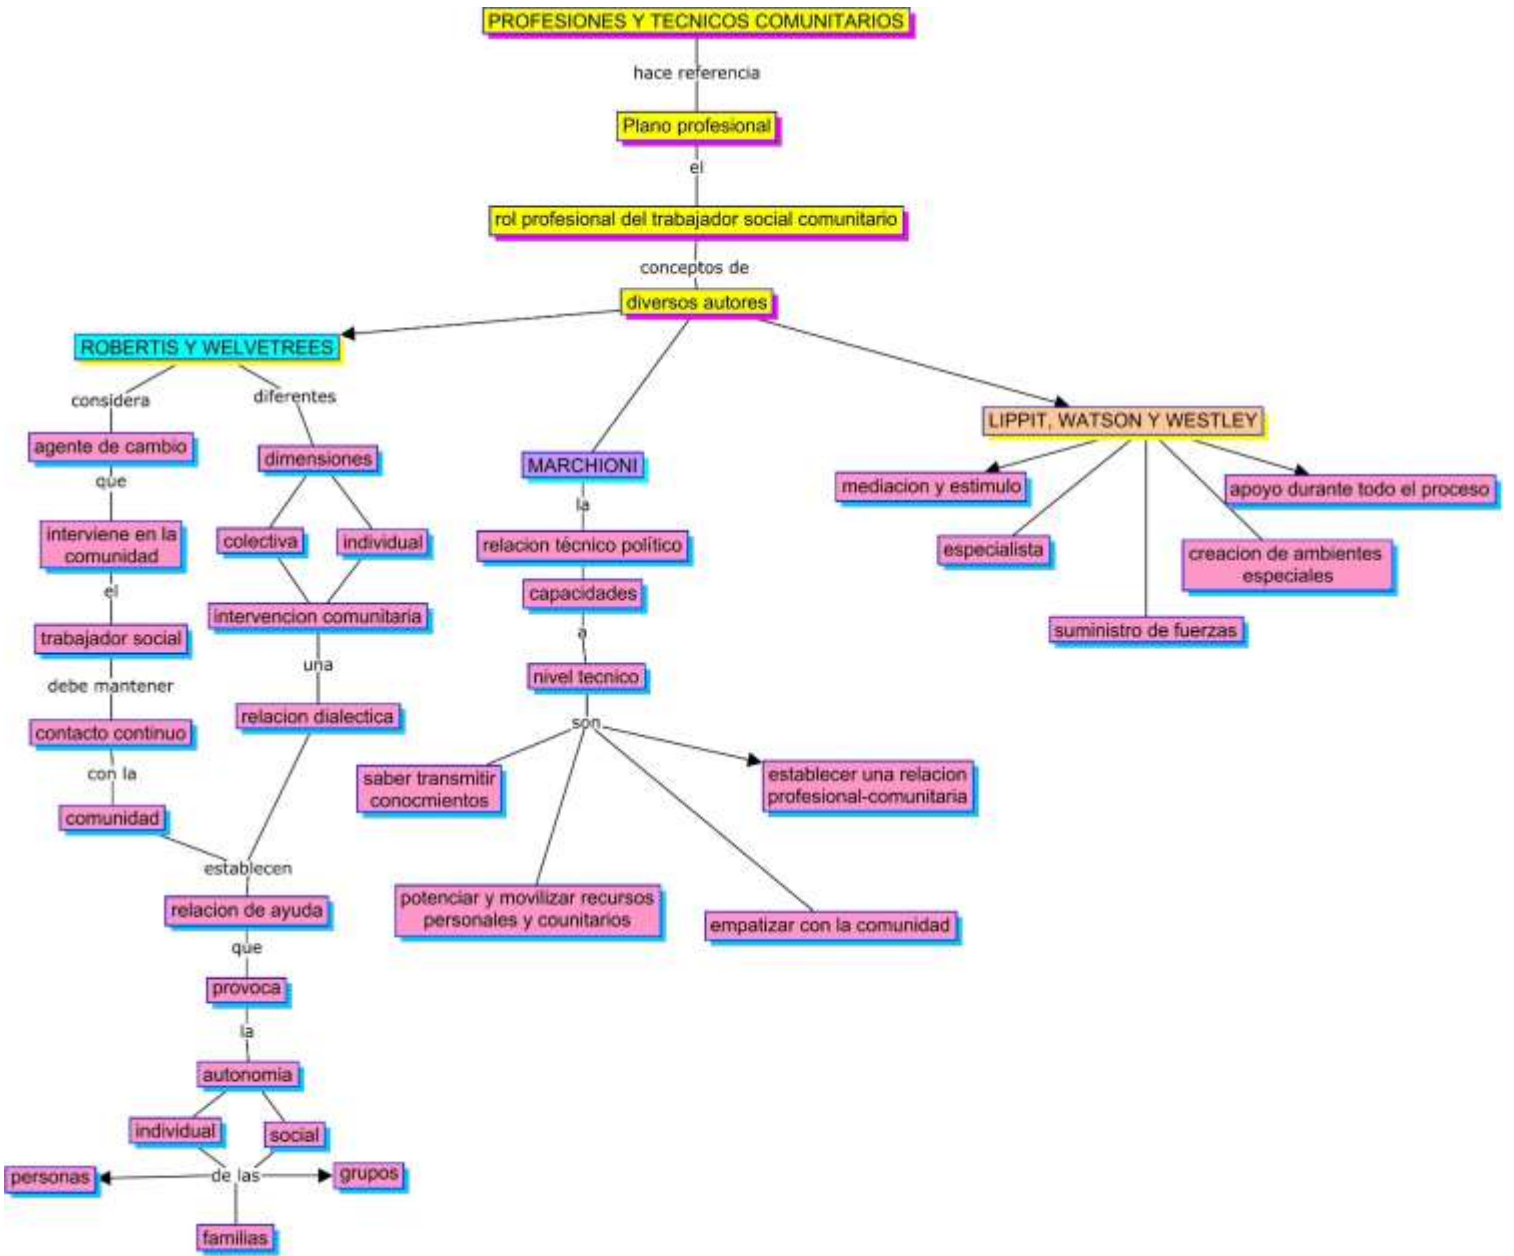 PROFESIONES Y TECNICOS COMUNITARIOS
hace referencia
Plano profesional
el
rol profesional del trabajador social comunitario
conceptos de
diversos autores
ROBERTIS Y WELVETREES
considera
agente de cambio
que
interviene en la
comunidad
el
trabajador social
debe mantener
contacto continuo
con la
comunidad
diferentes
dimensiones
colectiva
individual
intervencion comunitaria
una
relacion dialectica
establecen
relacion de ayuda
que
provoca
la
autonomia
individual
social
de las
personas
grupos
familias
MARCHIONI
la
relacion técnico político
capacidades
a
nivel tecnico
son
saber transmitir
conocmientos
potenciar y movilizar recursos
personales y counitarios
empatizar con la comunidad
establecer una relacion
profesional-comunitaria
LIPPIT, WATSON Y WESTLEY
mediacion y estimulo
especialista
suministro de fuerzas
creacion de ambientes
especiales
apoyo durante todo el proceso